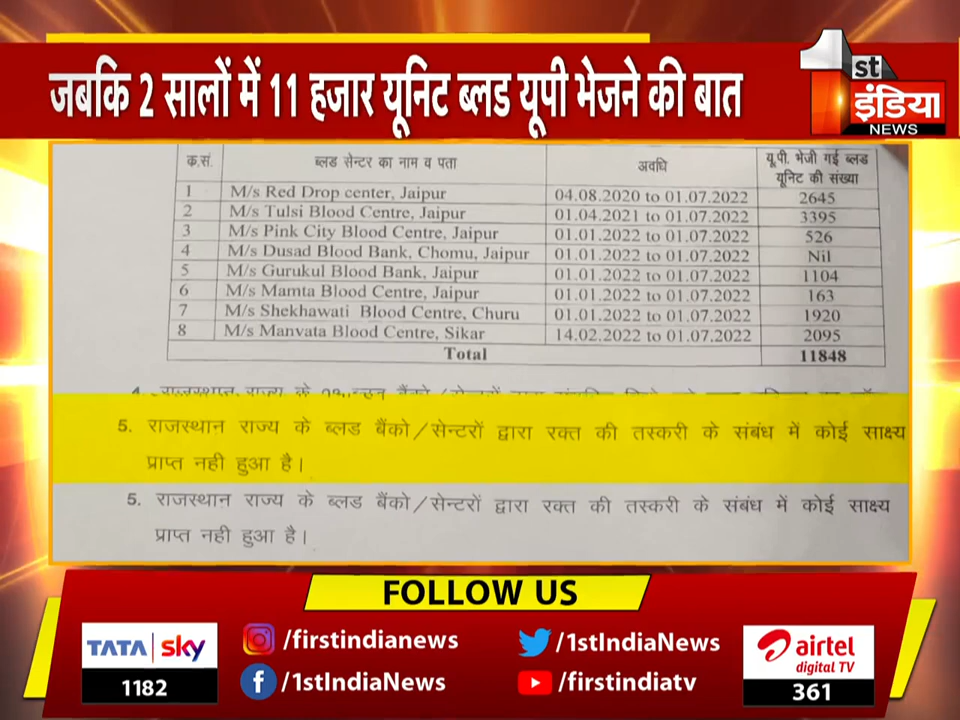 जबकि 2 सालों में 11 हजार यूनिट ब्लड यूपी भेजने की बात
1st
इंडिया
NEWS
क.सं. ब्लड सेन्टर का नाम व पता अवधि यू.पी. भेजी गई ब्लड यूनिट की संख्या
1 M/s Red Drop center, Jaipur 04.08.2020 to 01.07.2022 2645
2 M/s Tulsi Blood Centre, Jaipur 01.04.2021 to 01.07.2022 3395
3 M/s Pink City Blood Centre, Jaipur 01.01.2022 to 01.07.2022 526
4 M/s Dusad Blood Bank, Chomu, Jaipur 01.01.2022 to 01.07.2022 Nil
5 M/s Gurukul Blood Bank, Jaipur 01.01.2022 to 01.07.2022 1104
6 M/s Mamta Blood Centre, Jaipur 01.01.2022 to 01.07.2022 163
7 M/s Shekhawati Blood Centre, Churu 01.01.2022 to 01.07.2022 1920
8 M/s Manvata Blood Centre, Sikar 14.02.2022 to 01.07.2022 2095
Total 11848
4. राजस्थान राज्य के
5. राजस्थान राज्य के ब्लड बैंको/सेन्टरों द्वारा रक्त की तस्करी के संबंध में कोई साक्ष्य
प्राप्त नही हुआ है।
5. राजस्थान राज्य के ब्लड बैंको/सेन्टरों द्वारा रक्त की तस्करी के संबंध में कोई साक्ष्य
प्राप्त नही हुआ है।
FOLLOW US
TATA sky
1182
/firstindianews
/1stIndiaNews
/1stIndiaNews
/firstindiatv
airtel
digital TV
361